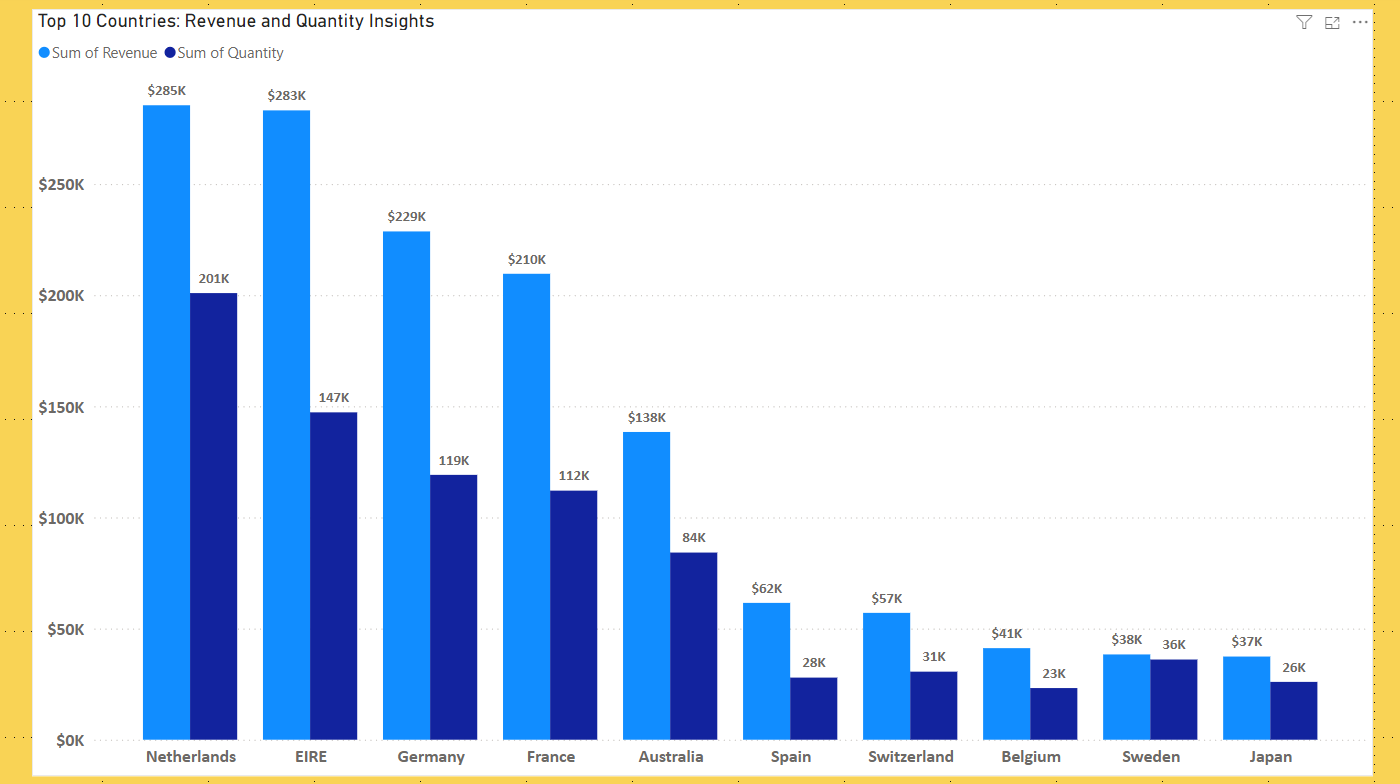 Top 10 Countries: Revenue and Quantity Insights
Sum of Revenue Sum of Quantity
$285K
$283K
$229K
$210K
$138K
$62K
$57K
$41K
$38K
$37K
201K
147K
119K
112K
84K
28K
31K
23K
36K
26K
$250K
$200K
$150K
$100K
$50K
$0K
Netherlands EIRE Germany France Australia Spain Switzerland Belgium Sweden Japan